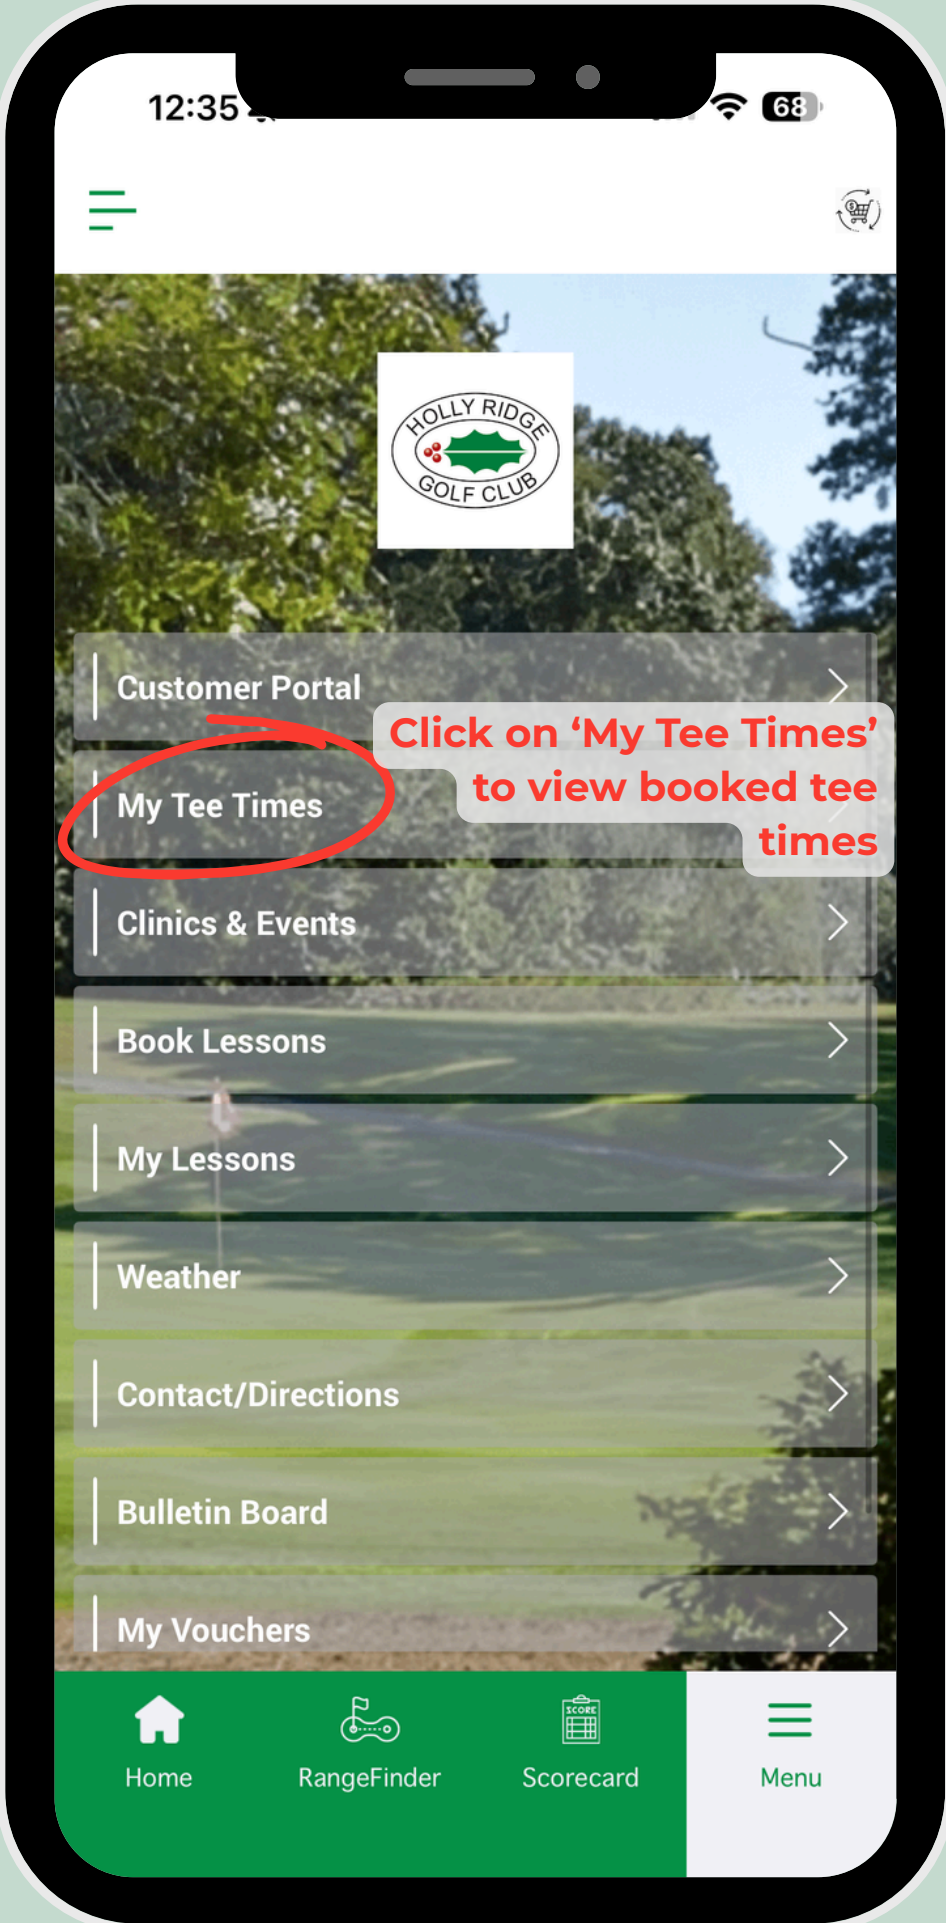 12:35
68
HOLLY RIDGE
GOLF CLUB
Customer Portal
Click on ‘My Tee Times’
to view booked tee
times
My Tee Times
Clinics & Events
Book Lessons
My Lessons
Weather
Contact/Directions
Bulletin Board
My Vouchers
SCORE
Home
RangeFinder
Scorecard
Menu